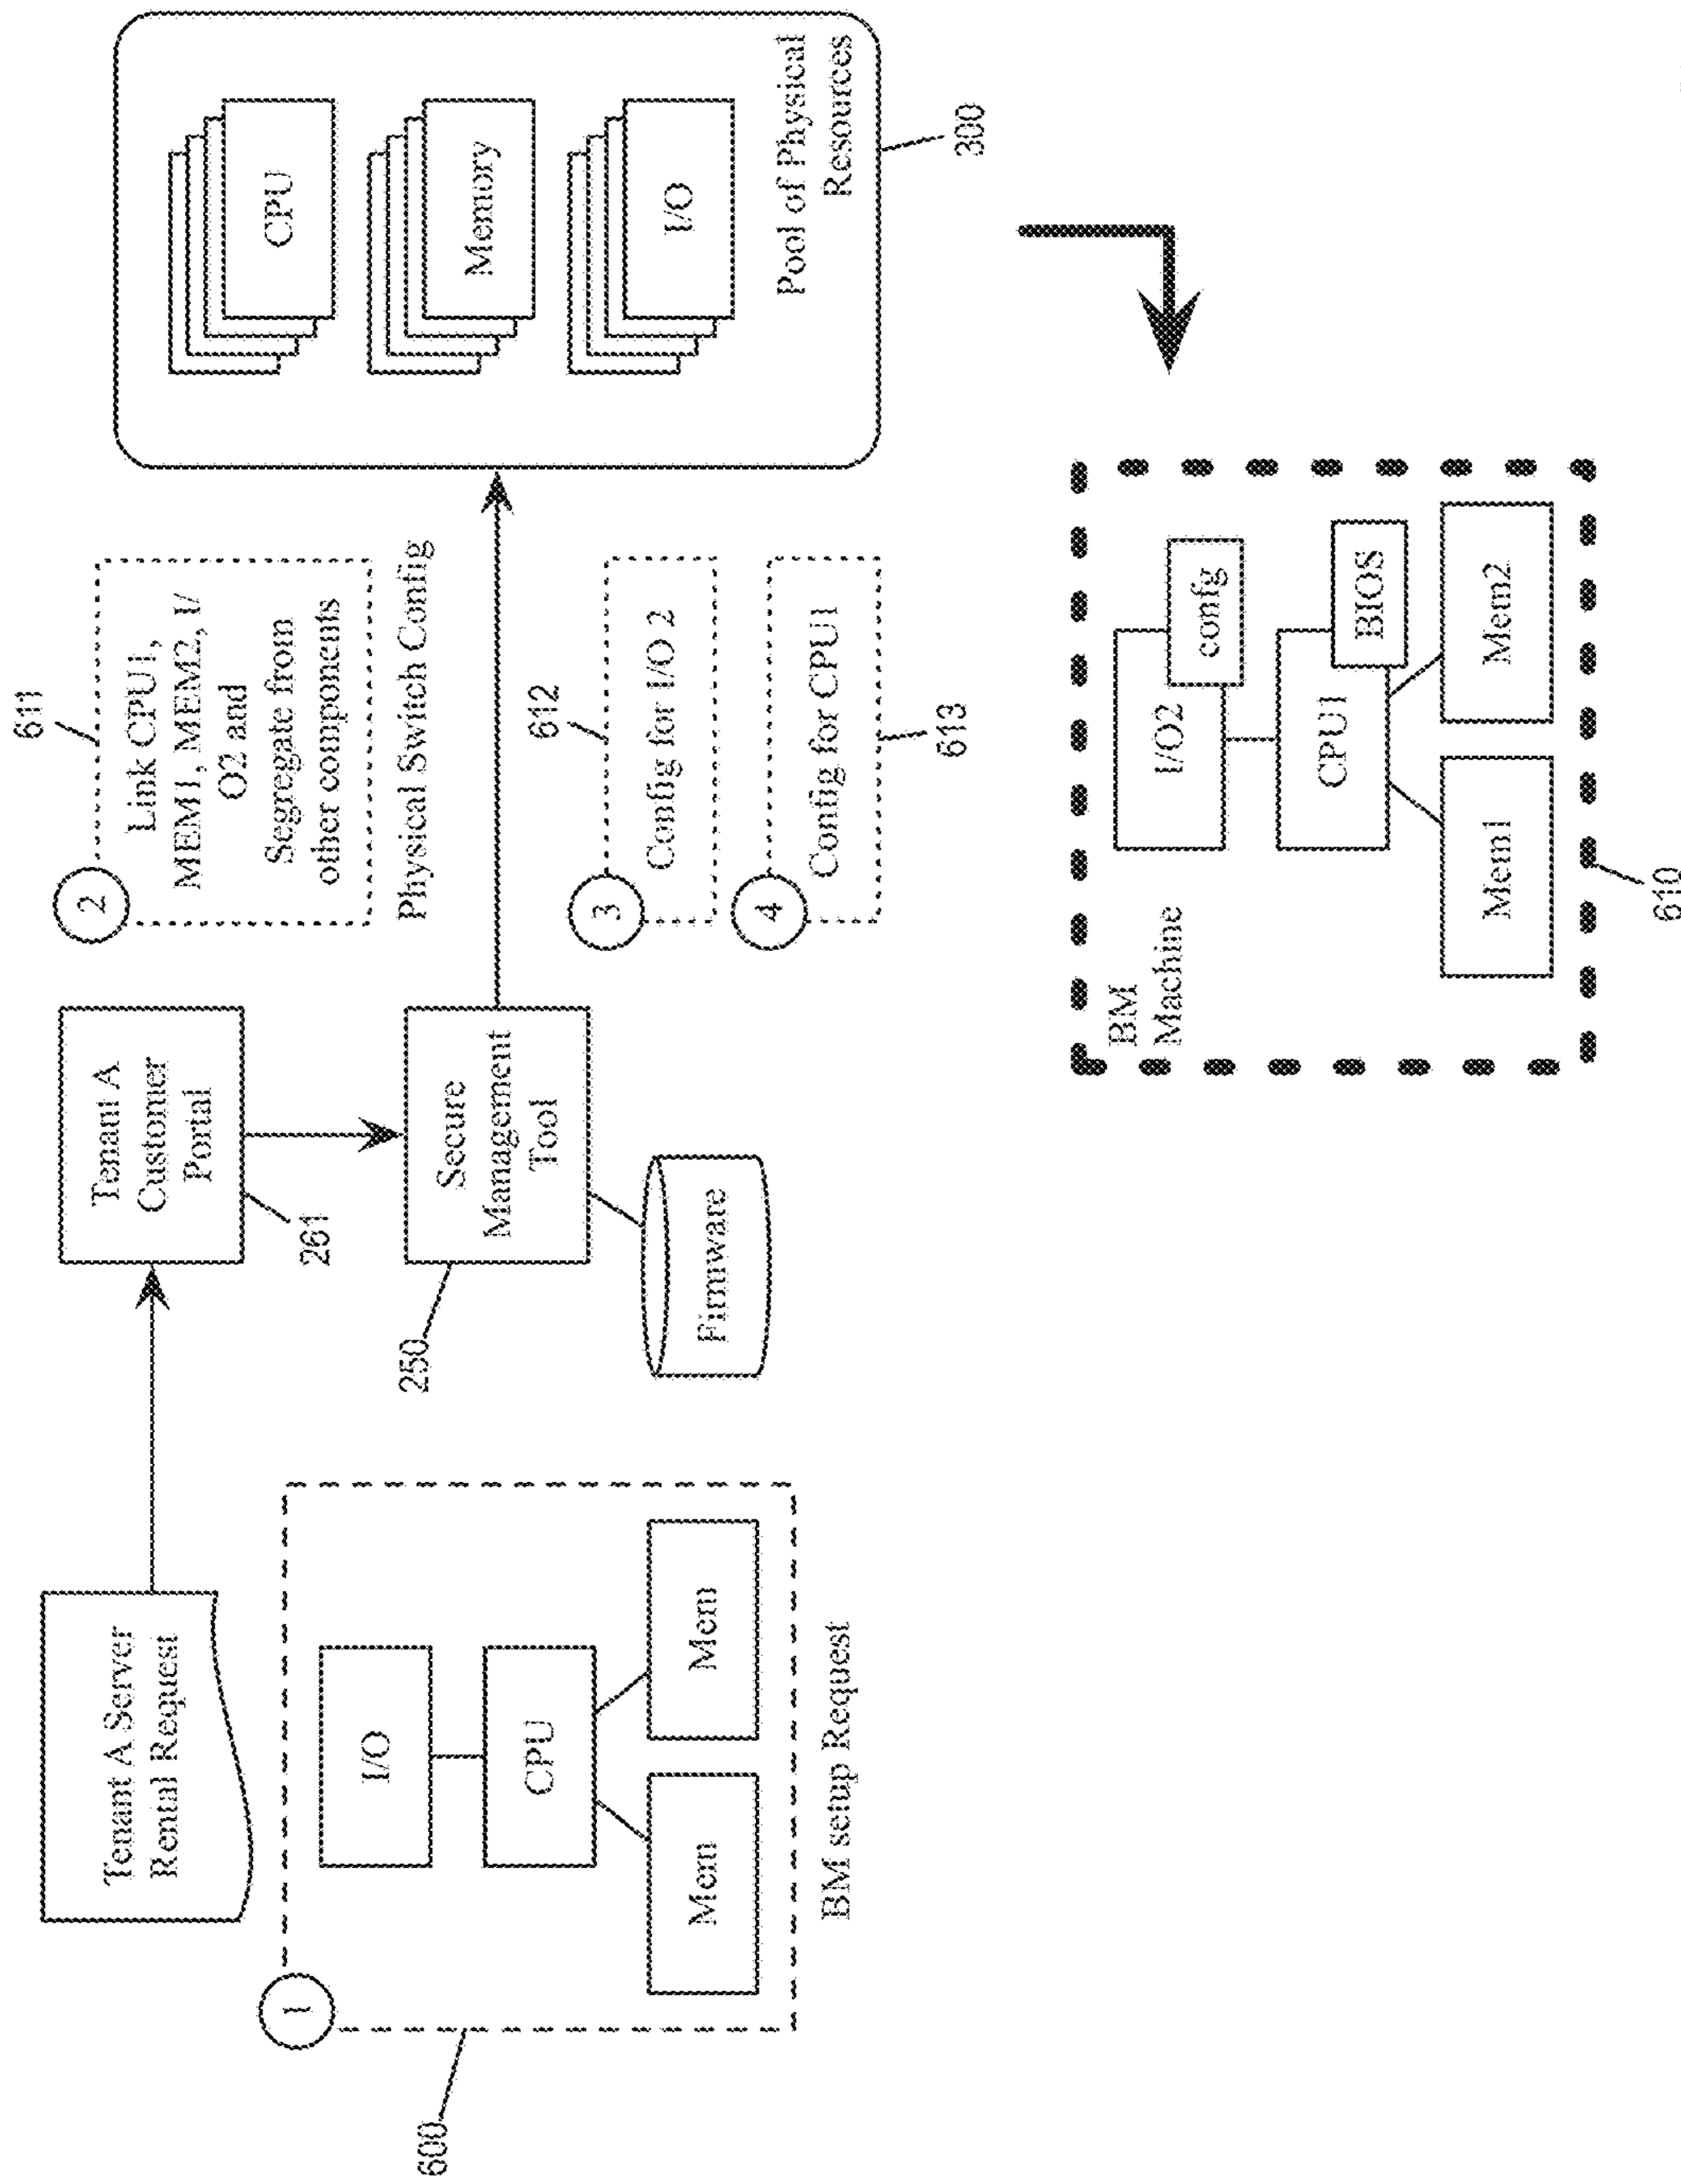 Tenant A Server
Rental Request
1
I/O
CPU
Mem
Mem
600
BM setup Request
Tenant A
Customer
Portal
261
250
Secure
Management
Tool
Firmware
611
2
Link CPU1,
MEM1, MEM2, I/
O2 and
Segregate from
other components
Physical Switch Config
612
3
Config for I/O 2
4
Config for CPU1
613
CPU
Memory
I/O
Pool of Physical
Resources
300
BM
Machine
I/O2
confg
CPU1
BIOS
Mem1
Mem2
610